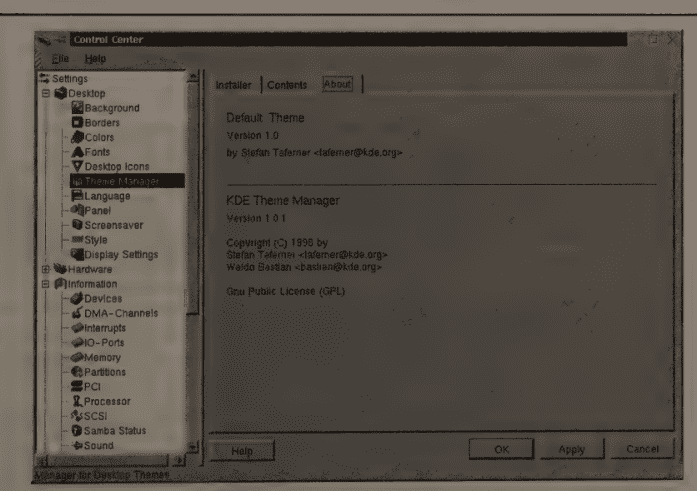 Control Center
File Help
Settings
Desktop
Background
Borders
Colors
Fonts
Desktop Icons
Theme Manager
Language
Panel
Screensaver
Style
Display Settings
Hardware
Information
Devices
DMA-Channels
Interrupts
IO-Ports
Memory
Partitions
PCI
Processor
SCSI
Samba Status
Sound
Installer Contents About
Default Theme
Version 1.0
by Stefan Taferner <taferner@kde.org>
KDE Theme Manager
Version 1.0.1
Copyright (C) 1998 by
Stefan Taferner <taferner@kde.org>
Waldo Bastian <bastian@kde.org>
Gnu Public License (GPL)
Help OK Apply Cancel
Manager for Desktop Themes